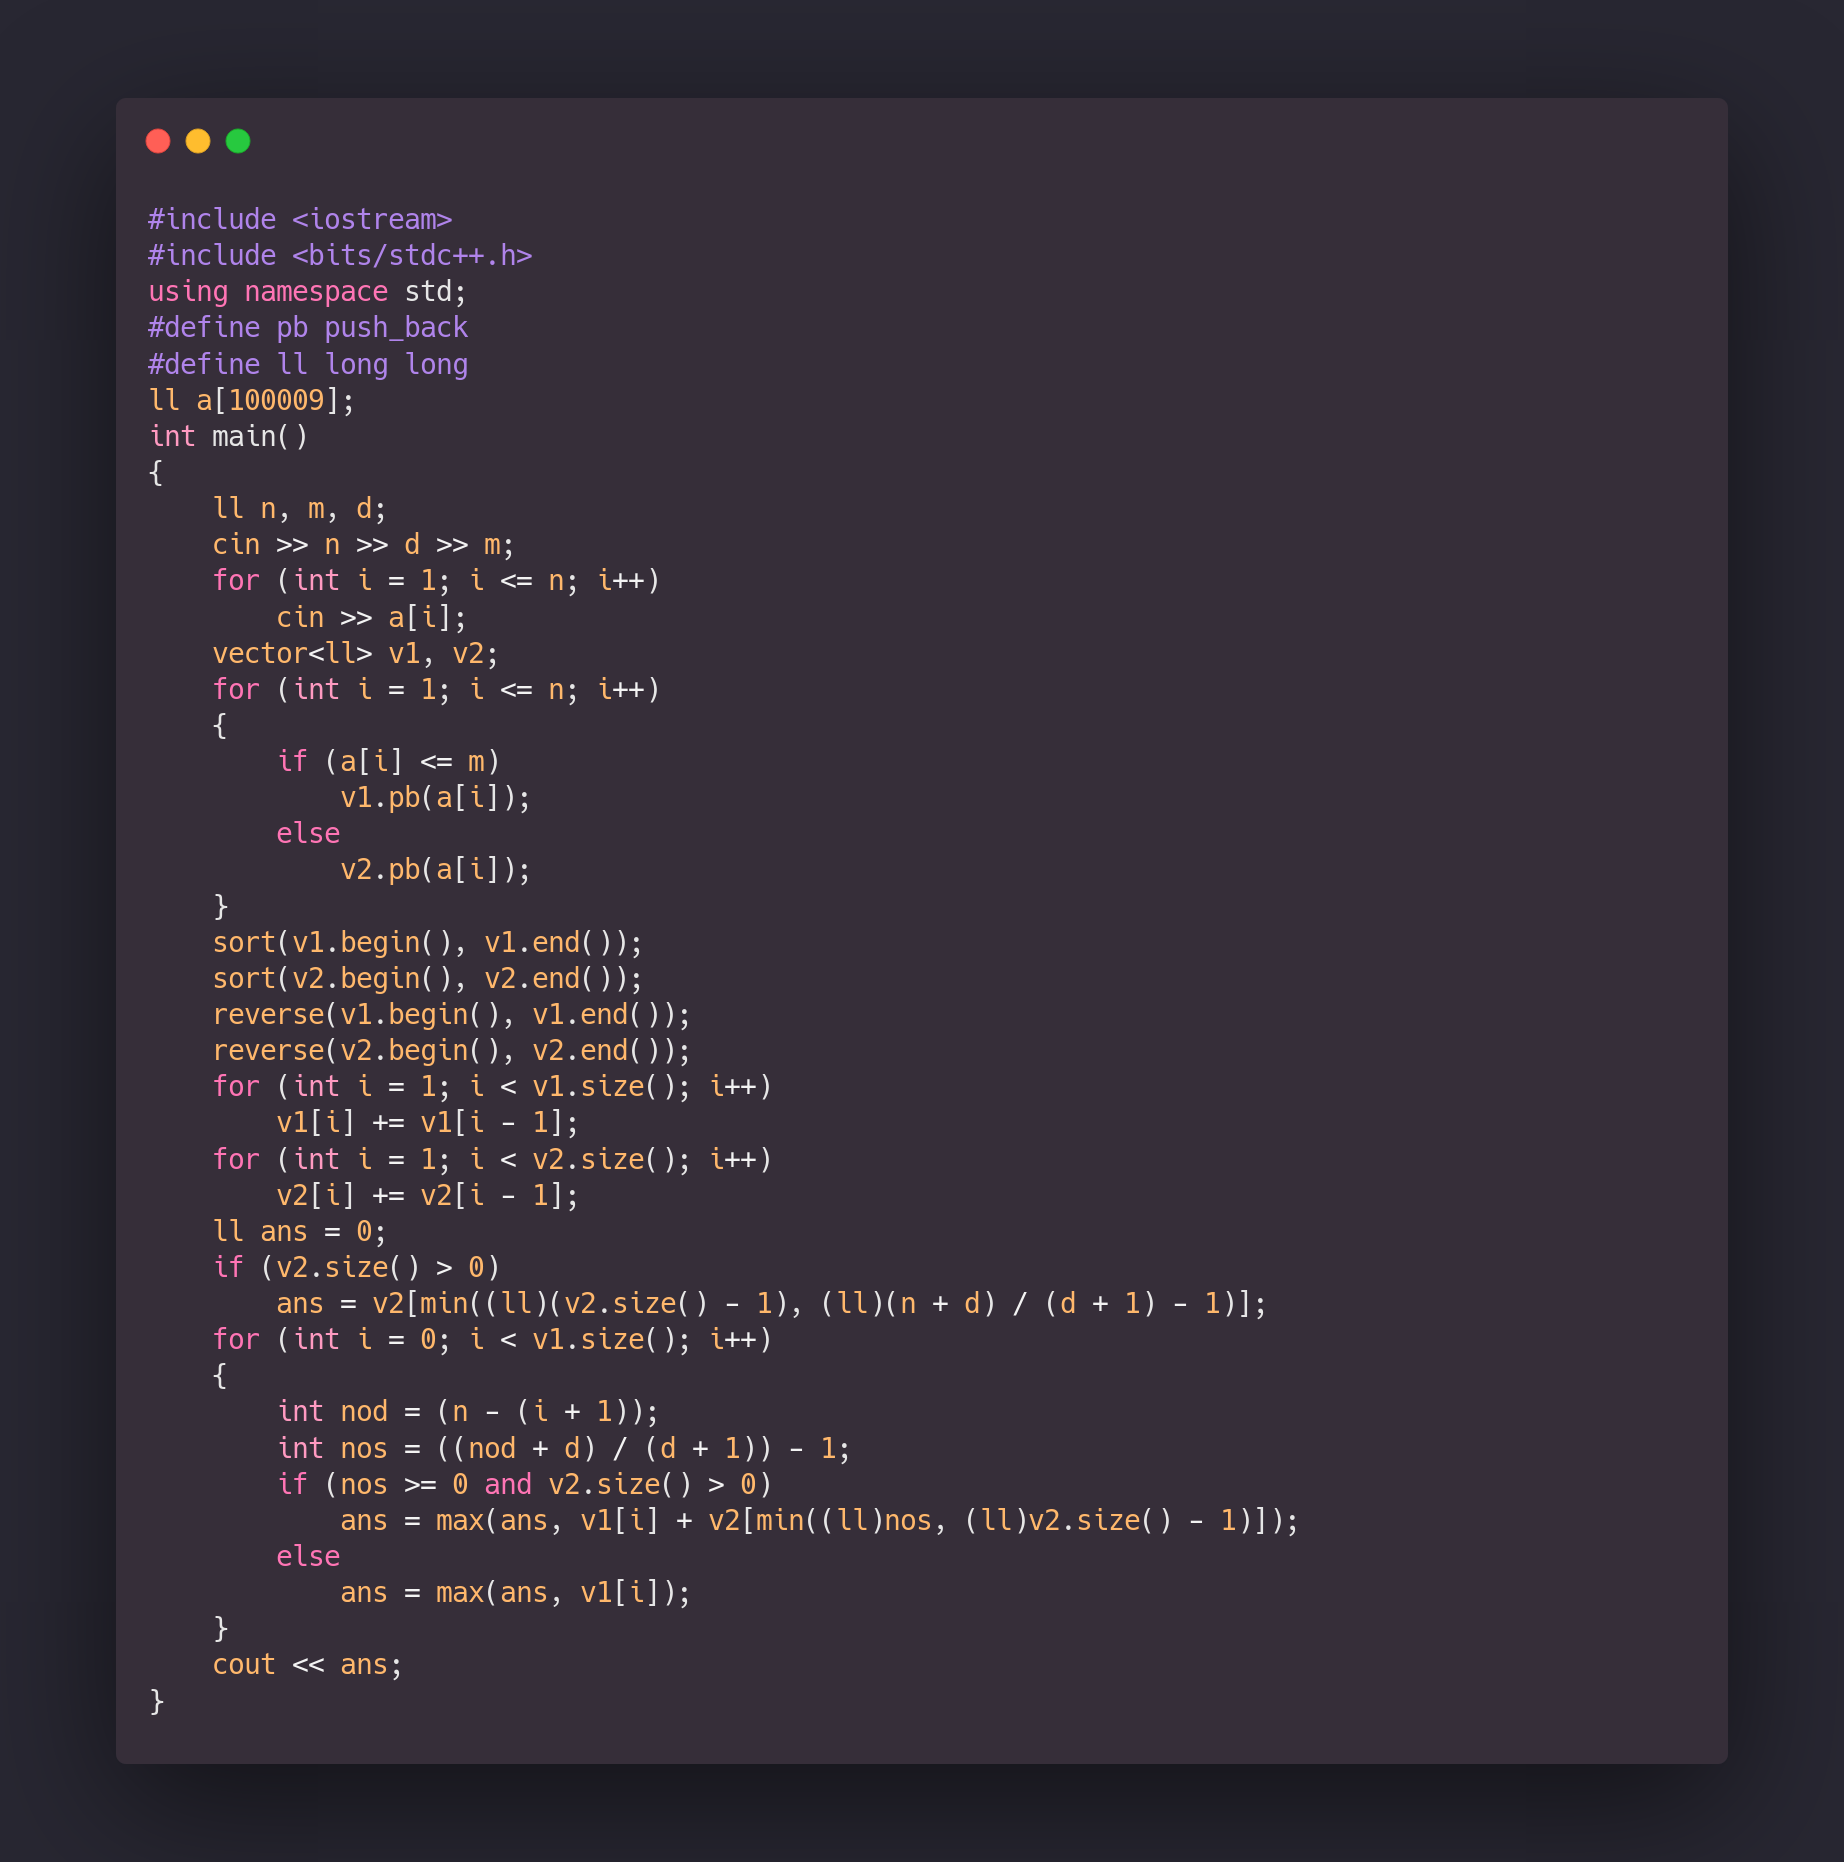 #include <iostream>
#include <bits/stdc++.h>
using namespace std;
#define pb push_back
#define ll long long
ll a[100009];
int main()
{
    ll n, m, d;
    cin >> n >> d >> m;
    for (int i = 1; i <= n; i++)
        cin >> a[i];
    vector<ll> v1, v2;
    for (int i = 1; i <= n; i++)
    {
        if (a[i] <= m)
            v1.pb(a[i]);
        else
            v2.pb(a[i]);
    }
    sort(v1.begin(), v1.end());
    sort(v2.begin(), v2.end());
    reverse(v1.begin(), v1.end());
    reverse(v2.begin(), v2.end());
    for (int i = 1; i < v1.size(); i++)
        v1[i] += v1[i - 1];
    for (int i = 1; i < v2.size(); i++)
        v2[i] += v2[i - 1];
    ll ans = 0;
    if (v2.size() > 0)
        ans = v2[min((ll)(v2.size() - 1), (ll)(n + d) / (d + 1) - 1)];
    for (int i = 0; i < v1.size(); i++)
    {
        int nod = (n - (i + 1));
        int nos = ((nod + d) / (d + 1)) - 1;
        if (nos >= 0 and v2.size() > 0)
            ans = max(ans, v1[i] + v2[min((ll)nos, (ll)v2.size() - 1)]);
        else
            ans = max(ans, v1[i]);
    }
    cout << ans;
}